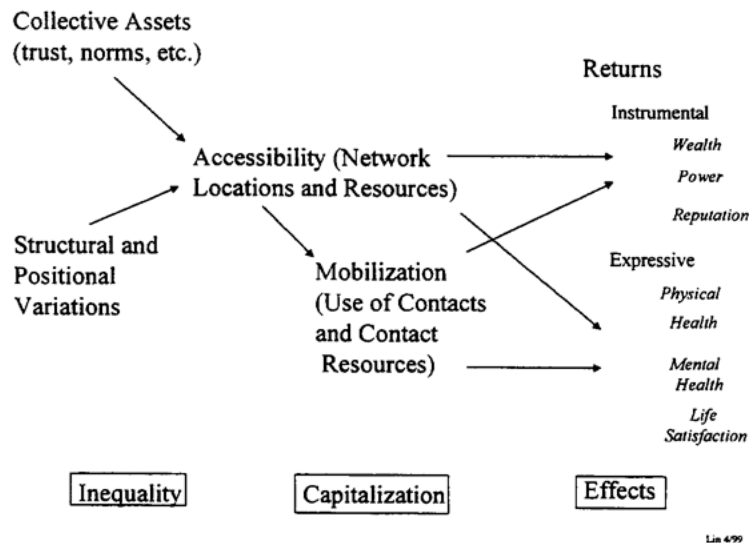 Collective Assets
(trust, norms, etc.)
Returns
Instrumental
Wealth
Power
Reputation
Accessibility (Network
Locations and Resources)
Structural and
Positional
Variations
Mobilization
(Use of Contacts
and Contact
Resources)
Expressive
Physical
Health
Mental
Health
Life
Satisfaction
Inequality
Capitalization
Effects
Lin 4/99